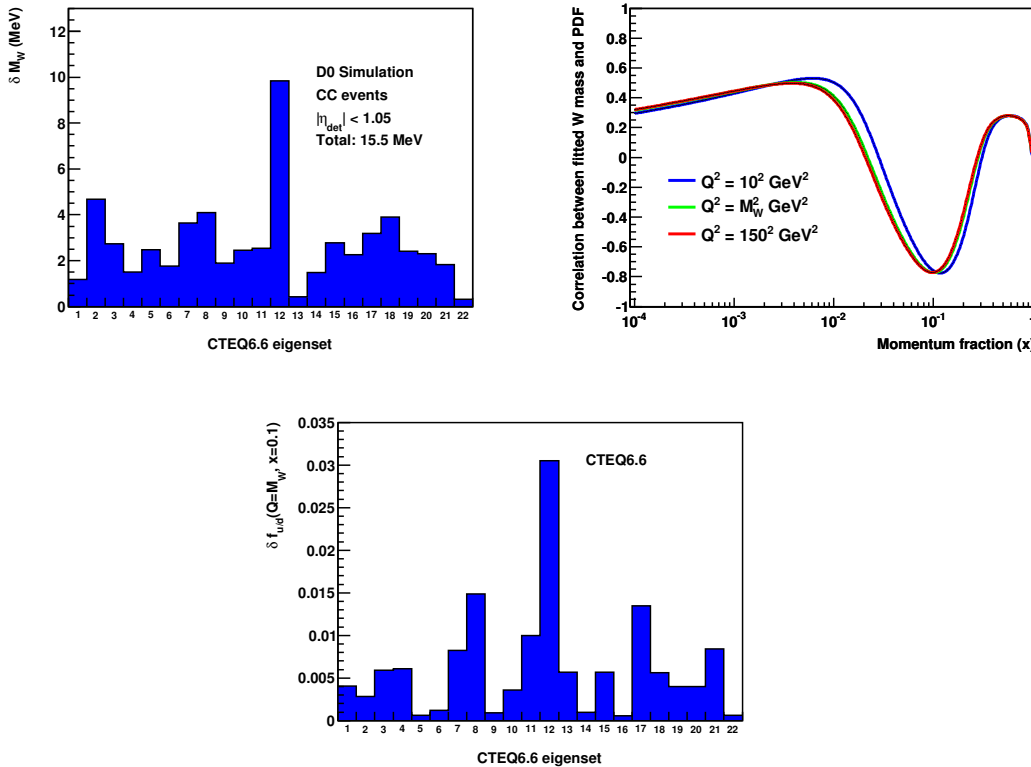 δ M_W (MeV)
12
10
8
6
4
2
0
D0 Simulation
CC events
|η_det| < 1.05
Total: 15.5 MeV
1 2 3 4 5 6 7 8 9 10 11 12 13 14 15 16 17 18 19 20 21 22
CTEQ6.6 eigenset
Correlation between fitted W mass and PDF
1
0.8
0.6
0.4
0.2
0
-0.2
-0.4
-0.6
-0.8
-1
Q² = 10² GeV²
Q² = M²_W GeV²
Q² = 150² GeV²
10⁻⁴ 10⁻³ 10⁻² 10⁻¹
Momentum fraction (x)
δ f_u/d(Q=M_W, x=0.1)
0.035
0.03
0.025
0.02
0.015
0.01
0.005
0
CTEQ6.6
1 2 3 4 5 6 7 8 9 10 11 12 13 14 15 16 17 18 19 20 21 22
CTEQ6.6 eigenset